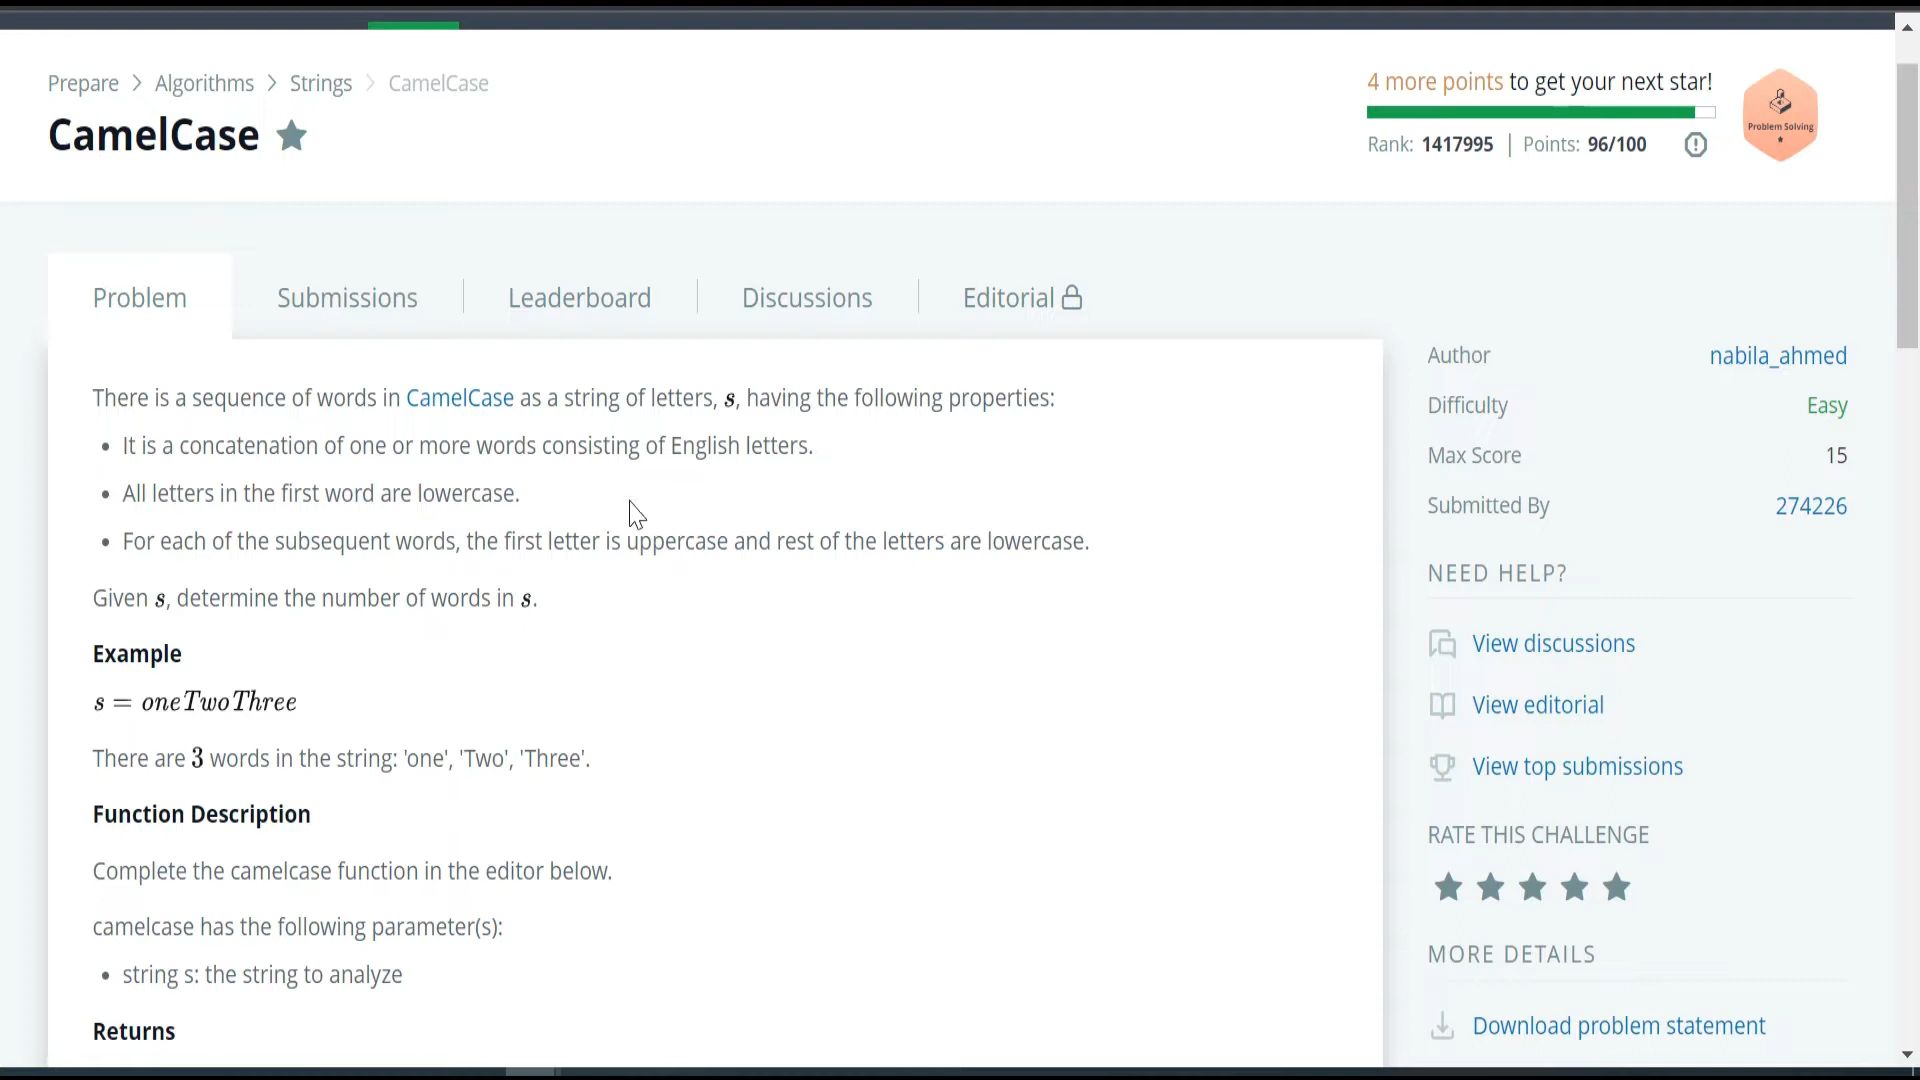 Prepare > Algorithms > Strings > CamelCase
CamelCase
4 more points to get your next star!
Rank: 1417995 | Points: 96/100
Problem Solving
Problem
Submissions
Leaderboard
Discussions
Editorial
There is a sequence of words in CamelCase as a string of letters, s, having the following properties:
• It is a concatenation of one or more words consisting of English letters.
• All letters in the first word are lowercase.
• For each of the subsequent words, the first letter is uppercase and rest of the letters are lowercase.
Given s, determine the number of words in s.
Example
s = oneTwoThree
There are 3 words in the string: 'one', 'Two', 'Three'.
Function Description
Complete the camelcase function in the editor below.
camelcase has the following parameter(s):
• string s: the string to analyze
Returns
Author nabila_ahmed
Difficulty Easy
Max Score 15
Submitted By 274226
NEED HELP?
View discussions
View editorial
View top submissions
RATE THIS CHALLENGE
MORE DETAILS
Download problem statement